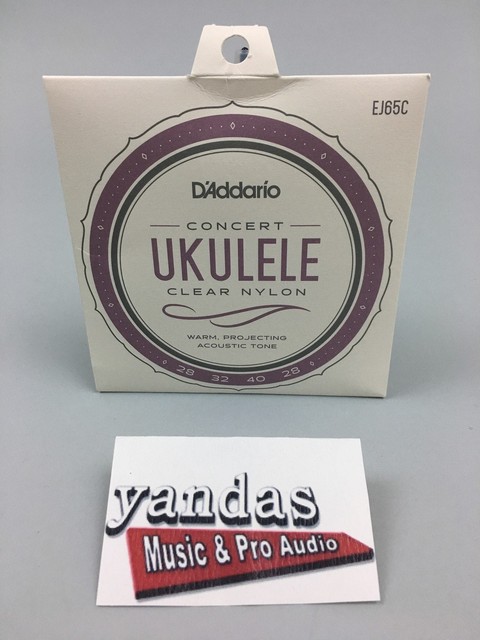 EJ65C
D'Addario
CONCERT
UKULELE
CLEAR NYLON
WARM, PROJECTING
ACOUSTIC TONE
28 32 40 28
yandas
Music & Pro Audio